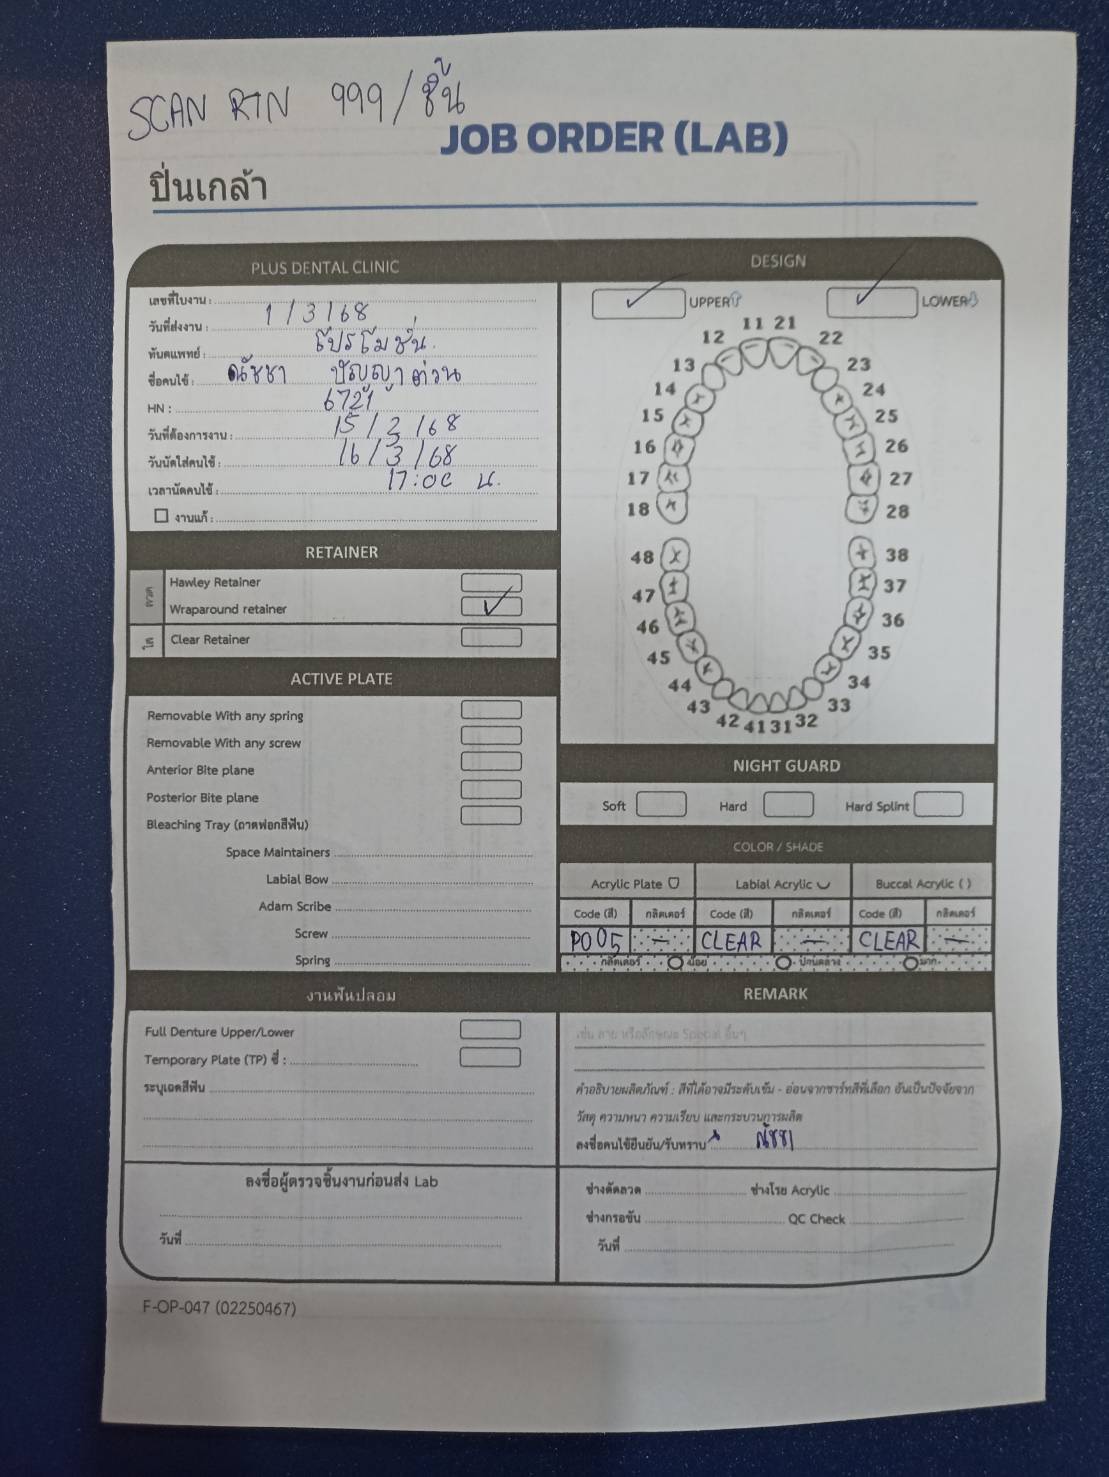 SCAN RTN 999/ชิ้น
JOB ORDER (LAB)
ปิ่นเกล้า
PLUS DENTAL CLINIC
เลขที่ใบงาน :
วันที่ส่งงาน : 1/3/68
ทันตแพทย์ : โปรโมชั่น.
ชื่อคนไข้ : ณัชชา ปัญญาด่วน
HN : 6721
วันที่ต้องการงาน : 15/3/68
วันนัดใส่คนไข้ : 16/3/68
เวลานัดคนไข้ : 17:00 น.
งานแก้ :
DESIGN
UPPER
LOWER
11 21
12 22
13 23
14 24
15 25
16 26
17 27
18 28
48 38
47 37
46 36
45 35
44 34
43 33
42 41 31 32
RETAINER
ลวด
Hawley Retainer
Wraparound retainer
ใส
Clear Retainer
ACTIVE PLATE
Removable With any spring
Removable With any screw
Anterior Bite plane
Posterior Bite plane
Bleaching Tray (ถาดฟอกสีฟัน)
Space Maintainers
Labial Bow
Adam Scribe
Screw
Spring
NIGHT GUARD
Soft Hard Hard Splint
COLOR / SHADE
Acrylic Plate Labial Acrylic Buccal Acrylic ( )
Code (สี) กลิตเตอร์ Code (สี) กลิตเตอร์ Code (สี) กลิตเตอร์
P005 — CLEAR — CLEAR —
กลิตเตอร์ น้อย ปานกลาง มาก
งานฟันปลอม
Full Denture Upper/Lower
Temporary Plate (TP) ซี่ :
ระบุเฉดสีฟัน
REMARK
เช่น ลาย หรือลักษณะ Special อื่นๆ
คำอธิบายผลิตภัณฑ์ : สีที่ได้อาจมีระดับเข้ม - อ่อนจากชาร์ทสีที่เลือก อันเป็นปัจจัยจาก
วัสดุ ความหนา ความเรียบ และกระบวนการผลิต
ลงชื่อคนไข้ยืนยัน/รับทราบ ณัชชา
ลงชื่อผู้ตรวจชิ้นงานก่อนส่ง Lab
วันที่
ช่างดัดลวด ช่างโรย Acrylic
ช่างกรอขัด QC Check
วันที่
F-OP-047 (02250467)